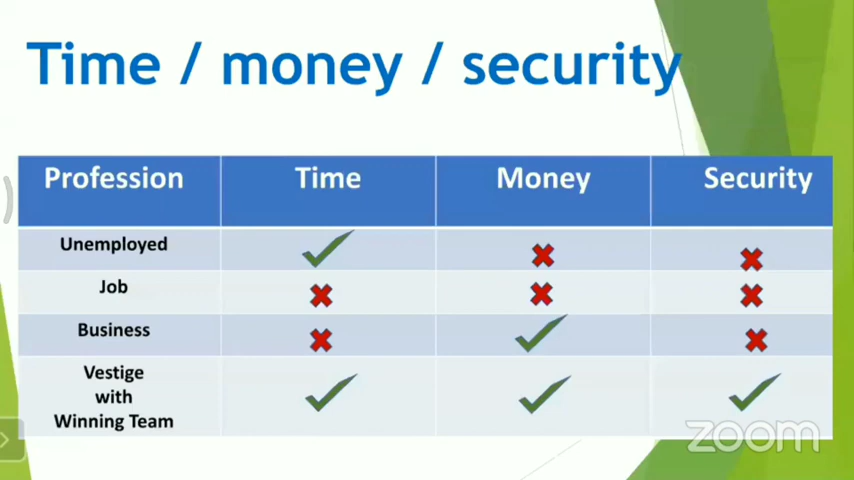 Time / money / security
Profession Time Money Security
Unemployed
Job
Business
Vestige
with
Winning Team
zoom